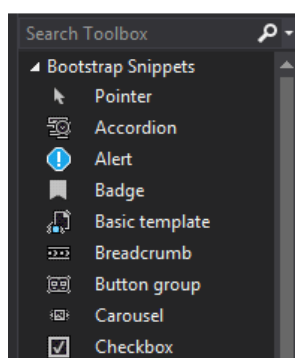 Search Toolbox
Bootstrap Snippets
Pointer
Accordion
Alert
Badge
Basic template
Breadcrumb
Button group
Carousel
Checkbox